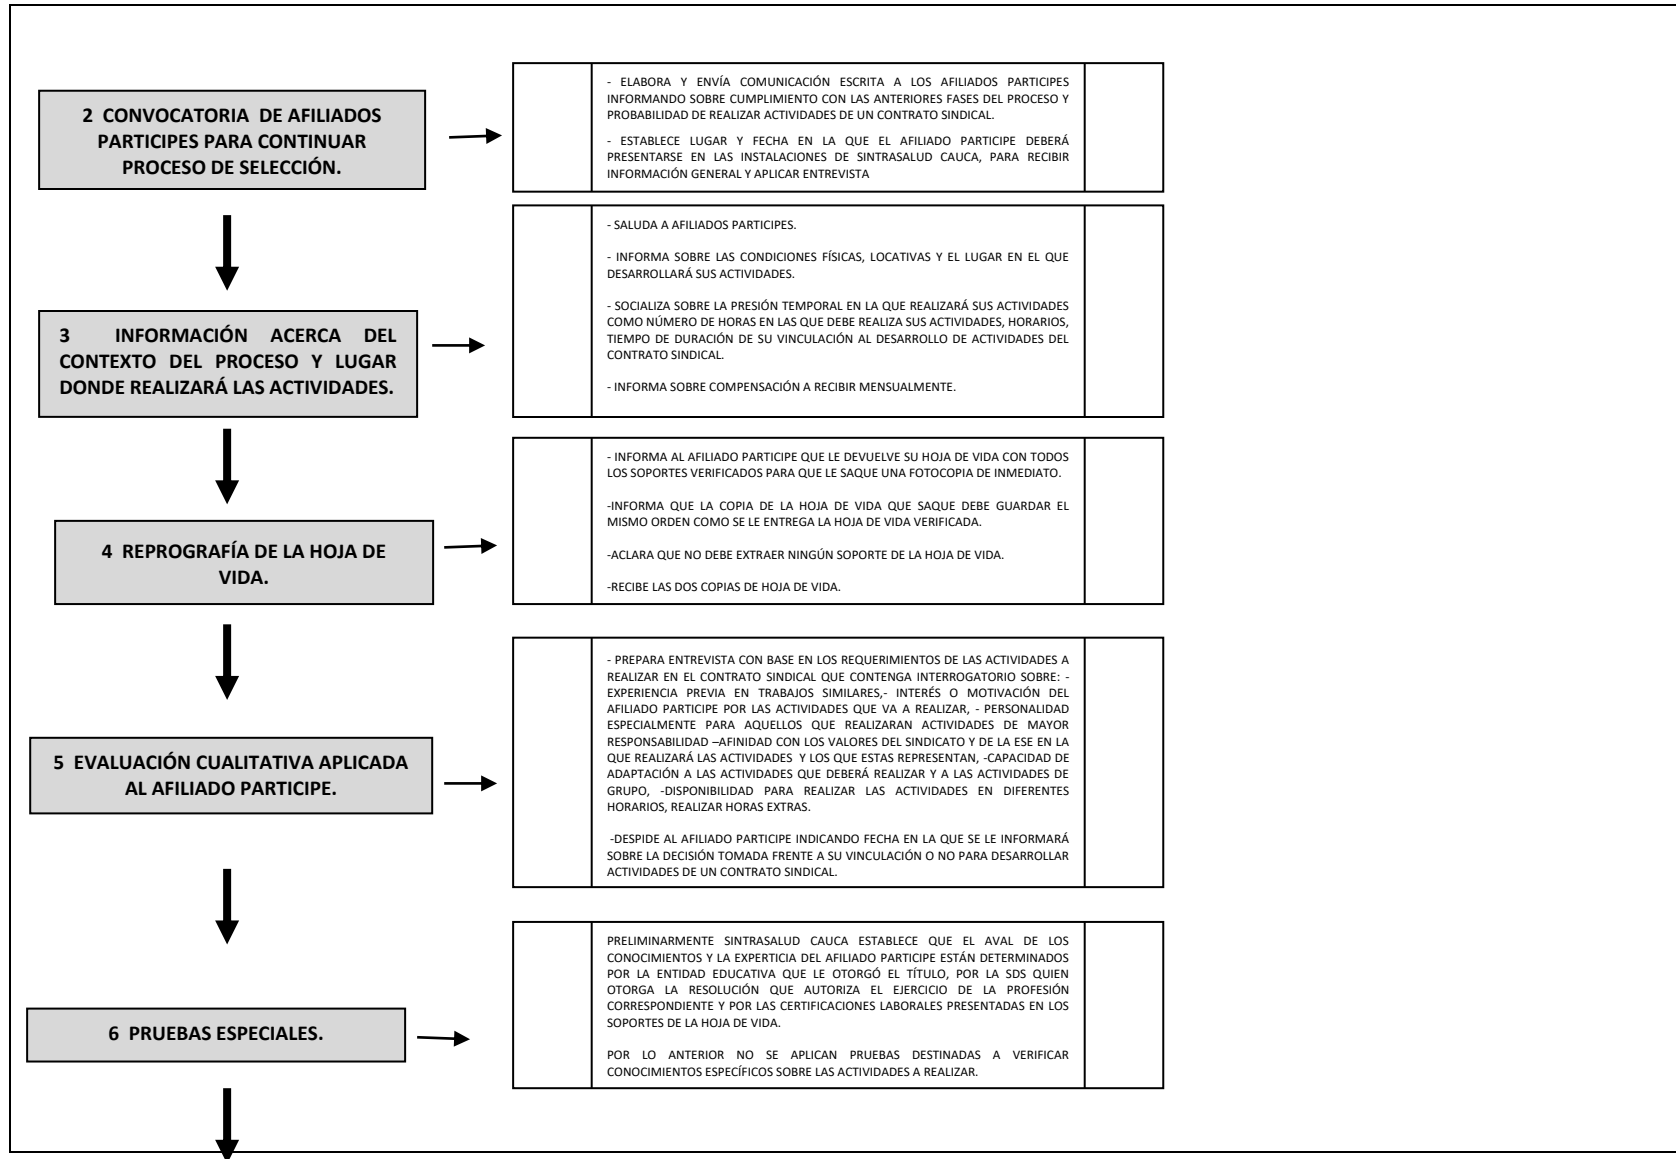 2 CONVOCATORIA DE AFILIADOS
PARTICIPES PARA CONTINUAR
PROCESO DE SELECCIÓN.
- ELABORA Y ENVÍA COMUNICACIÓN ESCRITA A LOS AFILIADOS PARTICIPES
INFORMANDO SOBRE CUMPLIMIENTO CON LAS ANTERIORES FASES DEL PROCESO Y
PROBABILIDAD DE REALIZAR ACTIVIDADES DE UN CONTRATO SINDICAL.
- ESTABLECE LUGAR Y FECHA EN LA QUE EL AFILIADO PARTICIPE DEBERÁ
PRESENTARSE EN LAS INSTALACIONES DE SINTRASALUD CAUCA, PARA RECIBIR
INFORMACIÓN GENERAL Y APLICAR ENTREVISTA
3 INFORMACIÓN ACERCA DEL
CONTEXTO DEL PROCESO Y LUGAR
DONDE REALIZARÁ LAS ACTIVIDADES.
- SALUDA A AFILIADOS PARTICIPES.
- INFORMA SOBRE LAS CONDICIONES FÍSICAS, LOCATIVAS Y EL LUGAR EN EL QUE
DESARROLLARÁ SUS ACTIVIDADES.
- SOCIALIZA SOBRE LA PRESIÓN TEMPORAL EN LA QUE REALIZARÁ SUS ACTIVIDADES
COMO NÚMERO DE HORAS EN LAS QUE DEBE REALIZA SUS ACTIVIDADES, HORARIOS,
TIEMPO DE DURACIÓN DE SU VINCULACIÓN AL DESARROLLO DE ACTIVIDADES DEL
CONTRATO SINDICAL.
- INFORMA SOBRE COMPENSACIÓN A RECIBIR MENSUALMENTE.
4 REPROGRAFÍA DE LA HOJA DE
VIDA.
- INFORMA AL AFILIADO PARTICIPE QUE LE DEVUELVE SU HOJA DE VIDA CON TODOS
LOS SOPORTES VERIFICADOS PARA QUE LE SAQUE UNA FOTOCOPIA DE INMEDIATO.
-INFORMA QUE LA COPIA DE LA HOJA DE VIDA QUE SAQUE DEBE GUARDAR EL
MISMO ORDEN COMO SE LE ENTREGA LA HOJA DE VIDA VERIFICADA.
-ACLARA QUE NO DEBE EXTRAER NINGÚN SOPORTE DE LA HOJA DE VIDA.
-RECIBE LAS DOS COPIAS DE HOJA DE VIDA.
5 EVALUACIÓN CUALITATIVA APLICADA
AL AFILIADO PARTICIPE.
- PREPARA ENTREVISTA CON BASE EN LOS REQUERIMIENTOS DE LAS ACTIVIDADES A
REALIZAR EN EL CONTRATO SINDICAL QUE CONTENGA INTERROGATORIO SOBRE: -
EXPERIENCIA PREVIA EN TRABAJOS SIMILARES,- INTERÉS O MOTIVACIÓN DEL
AFILIADO PARTICIPE POR LAS ACTIVIDADES QUE VA A REALIZAR, - PERSONALIDAD
ESPECIALMENTE PARA AQUELLOS QUE REALIZARAN ACTIVIDADES DE MAYOR
RESPONSABILIDAD –AFINIDAD CON LOS VALORES DEL SINDICATO Y DE LA ESE EN LA
QUE REALIZARÁ LAS ACTIVIDADES Y LOS QUE ESTAS REPRESENTAN, -CAPACIDAD DE
ADAPTACIÓN A LAS ACTIVIDADES QUE DEBERÁ REALIZAR Y A LAS ACTIVIDADES DE
GRUPO, -DISPONIBILIDAD PARA REALIZAR LAS ACTIVIDADES EN DIFERENTES
HORARIOS, REALIZAR HORAS EXTRAS.
-DESPIDE AL AFILIADO PARTICIPE INDICANDO FECHA EN LA QUE SE LE INFORMARÁ
SOBRE LA DECISIÓN TOMADA FRENTE A SU VINCULACIÓN O NO PARA DESARROLLAR
ACTIVIDADES DE UN CONTRATO SINDICAL.
6 PRUEBAS ESPECIALES.
PRELIMINARMENTE SINTRASALUD CAUCA ESTABLECE QUE EL AVAL DE LOS
CONOCIMIENTOS Y LA EXPERTICIA DEL AFILIADO PARTICIPE ESTÁN DETERMINADOS
POR LA ENTIDAD EDUCATIVA QUE LE OTORGÓ EL TÍTULO, POR LA SDS QUIEN
OTORGA LA RESOLUCIÓN QUE AUTORIZA EL EJERCICIO DE LA PROFESIÓN
CORRESPONDIENTE Y POR LAS CERTIFICACIONES LABORALES PRESENTADAS EN LOS
SOPORTES DE LA HOJA DE VIDA.
POR LO ANTERIOR NO SE APLICAN PRUEBAS DESTINADAS A VERIFICAR
CONOCIMIENTOS ESPECÍFICOS SOBRE LAS ACTIVIDADES A REALIZAR.